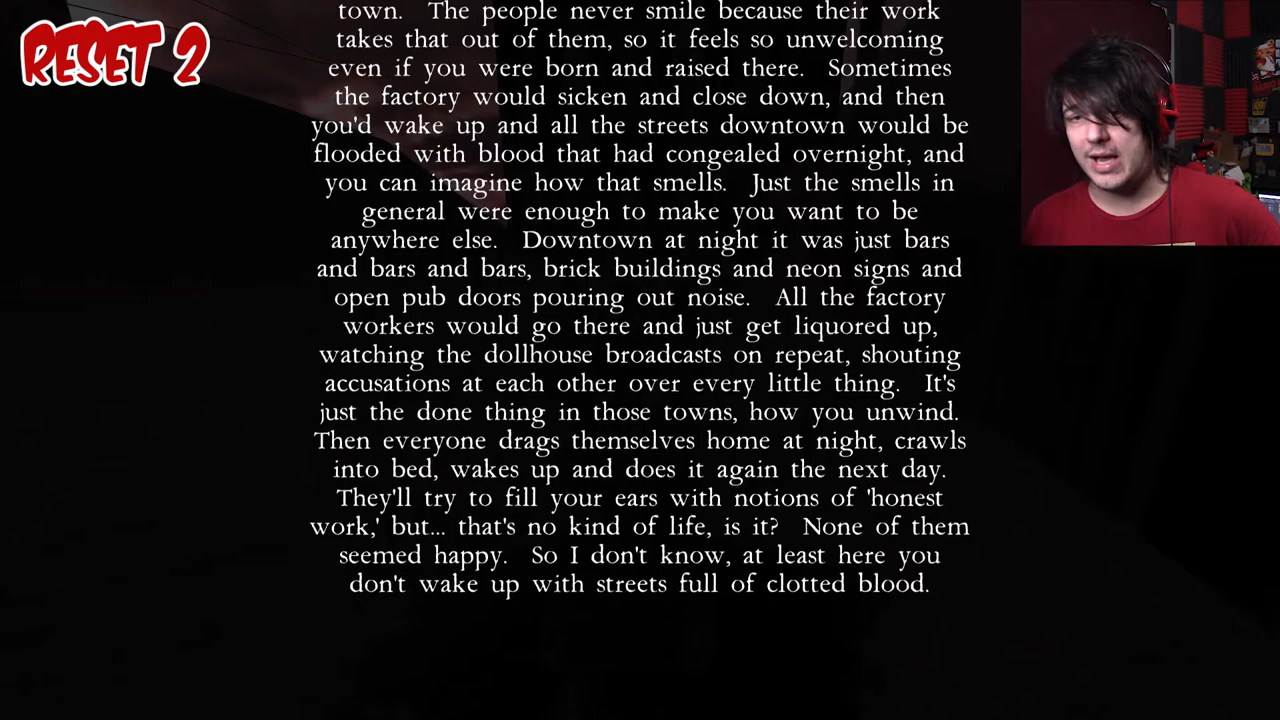 RESET 2
town. The people never smile because their work
takes that out of them, so it feels so unwelcoming
even if you were born and raised there. Sometimes
the factory would sicken and close down, and then
you'd wake up and all the streets downtown would be
flooded with blood that had congealed overnight, and
you can imagine how that smells. Just the smells in
general were enough to make you want to be
anywhere else. Downtown at night it was just bars
and bars and bars, brick buildings and neon signs and
open pub doors pouring out noise. All the factory
workers would go there and just get liquored up,
watching the dollhouse broadcasts on repeat, shouting
accusations at each other over every little thing. It's
just the done thing in those towns, how you unwind.
Then everyone drags themselves home at night, crawls
into bed, wakes up and does it again the next day.
They'll try to fill your ears with notions of 'honest
work,' but... that's no kind of life, is it? None of them
seemed happy. So I don't know, at least here you
don't wake up with streets full of clotted blood.